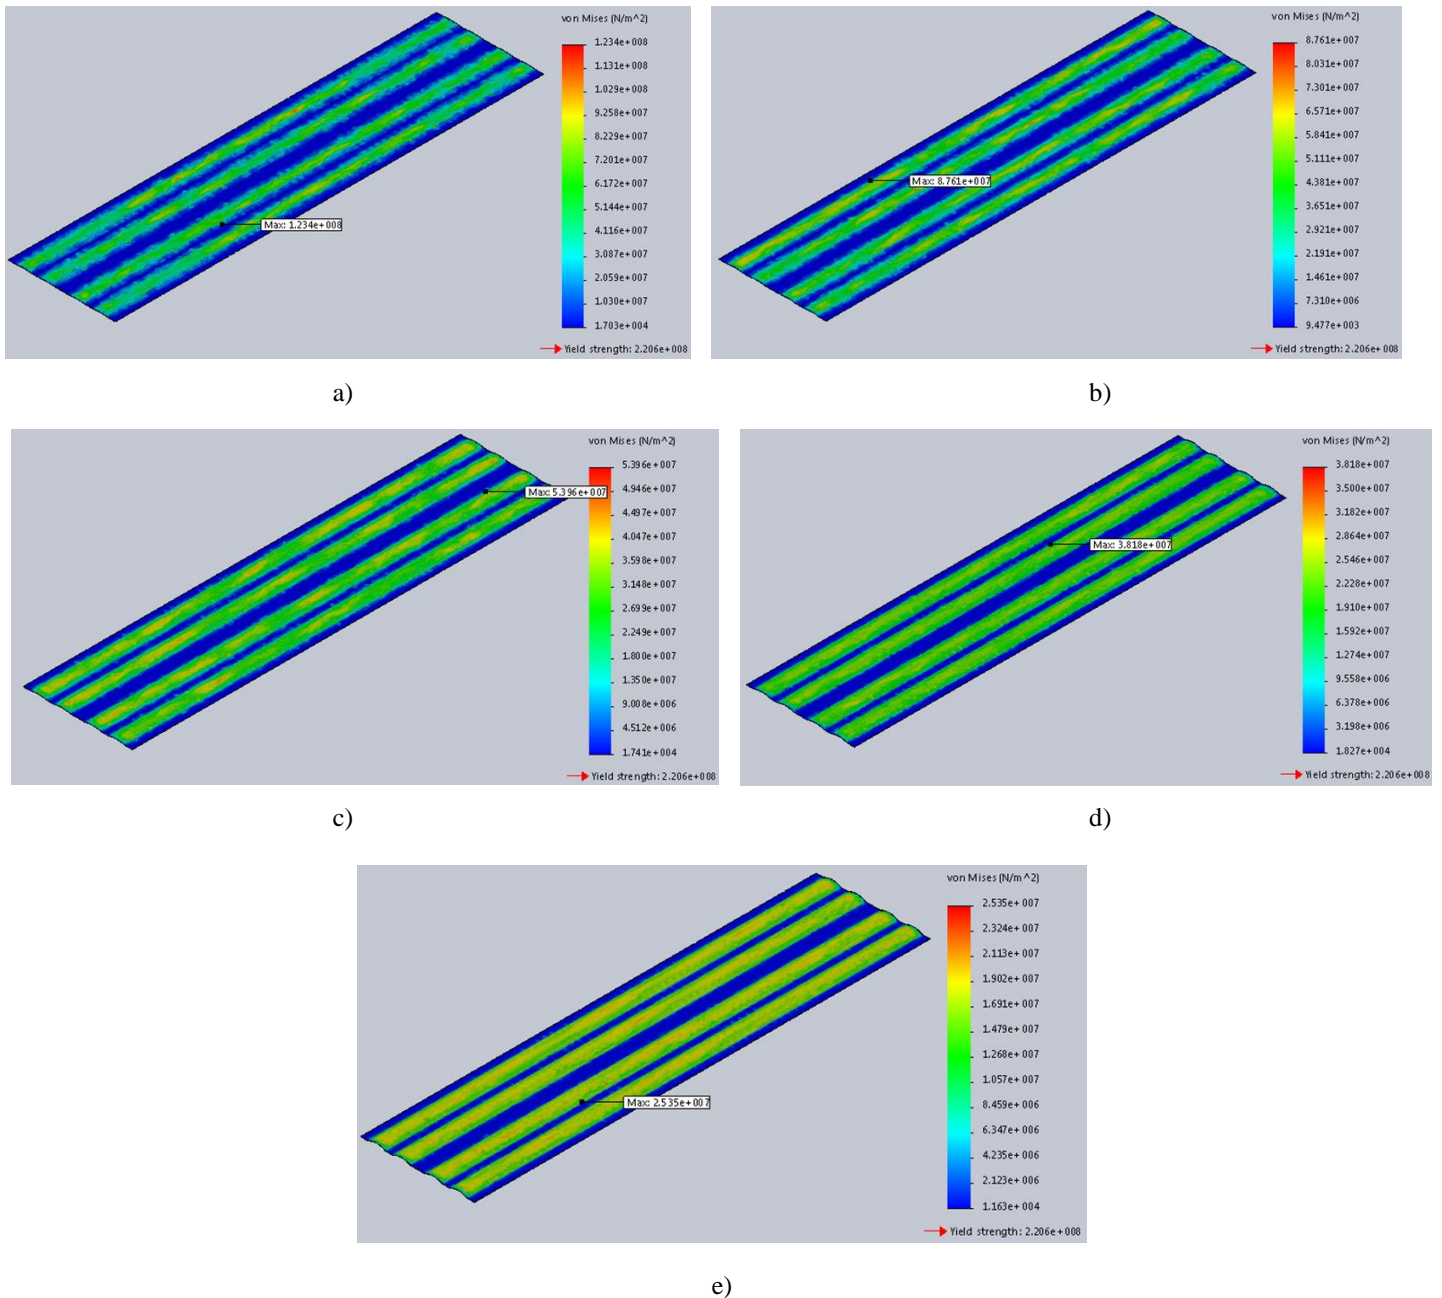 von Mises (N/m^2)
1.234e+008
1.131e+008
1.029e+008
9.258e+007
8.229e+007
7.201e+007
6.172e+007
5.144e+007
4.116e+007
3.087e+007
2.059e+007
1.030e+007
1.703e+004
Max: 1.234e+008
Yield strength: 2.206e+008
a)
von Mises (N/m^2)
8.761e+007
8.031e+007
7.301e+007
6.571e+007
5.841e+007
5.111e+007
4.381e+007
3.651e+007
2.921e+007
2.191e+007
1.461e+007
7.310e+006
9.477e+003
Max: 8.761e+007
Yield strength: 2.206e+008
b)
von Mises (N/m^2)
5.396e+007
4.946e+007
4.497e+007
4.047e+007
3.598e+007
3.148e+007
2.699e+007
2.249e+007
1.800e+007
1.350e+007
9.008e+006
4.512e+006
1.741e+004
Max: 5.396e+007
Yield strength: 2.206e+008
c)
von Mises (N/m^2)
3.818e+007
3.500e+007
3.182e+007
2.864e+007
2.546e+007
2.228e+007
1.910e+007
1.592e+007
1.274e+007
9.558e+006
6.378e+006
3.198e+006
1.827e+004
Max: 3.818e+007
Yield strength: 2.206e+008
d)
von Mises (N/m^2)
2.535e+007
2.324e+007
2.113e+007
1.902e+007
1.691e+007
1.479e+007
1.268e+007
1.057e+007
8.459e+006
6.347e+006
4.235e+006
2.123e+006
1.163e+004
Max: 2.535e+007
Yield strength: 2.206e+008
e)